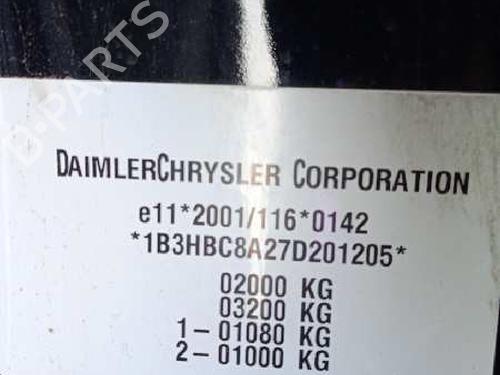 B-PARTS
DAIMLERCHRYSLER CORPORATION
e11*2001/116*0142
*1B3HBC8A27D201205*
02000 KG
03200 KG
1-01080 KG
2-01000 KG